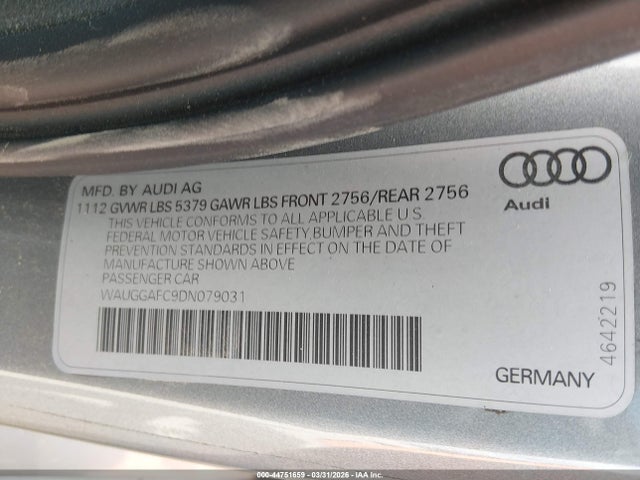 MFD. BY AUDI AG
1112 GVWR LBS 5379 GAWR LBS FRONT 2756/REAR 2756
THIS VEHICLE CONFORMS TO ALL APPLICABLE U.S.
FEDERAL MOTOR VEHICLE SAFETY,BUMPER AND THEFT
PREVENTION STANDARDS IN EFFECT ON THE DATE OF
MANUFACTURE SHOWN ABOVE
PASSENGER CAR
WAUGGAFC9DN079031
Audi
4642219
GERMANY
000-44751659 - 03/31/2026 - IAA Inc.